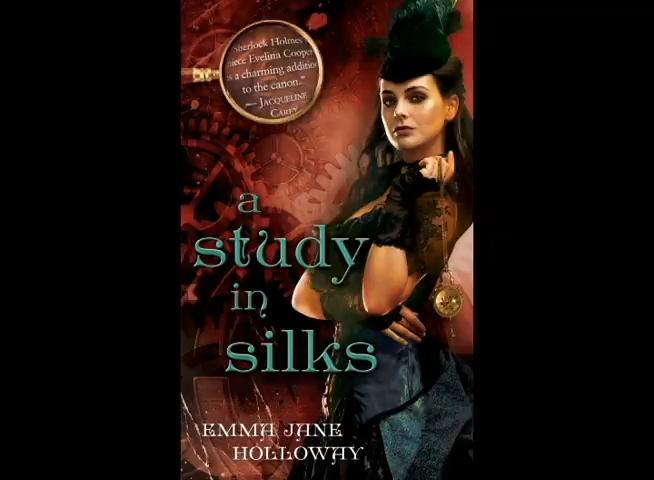 Sherlock Holmes'
niece Evelina Cooper
is a charming addition
to the canon."
— JACQUELINE
CAREY
a
study
in
silks
EMMA JANE
HOLLOWAY